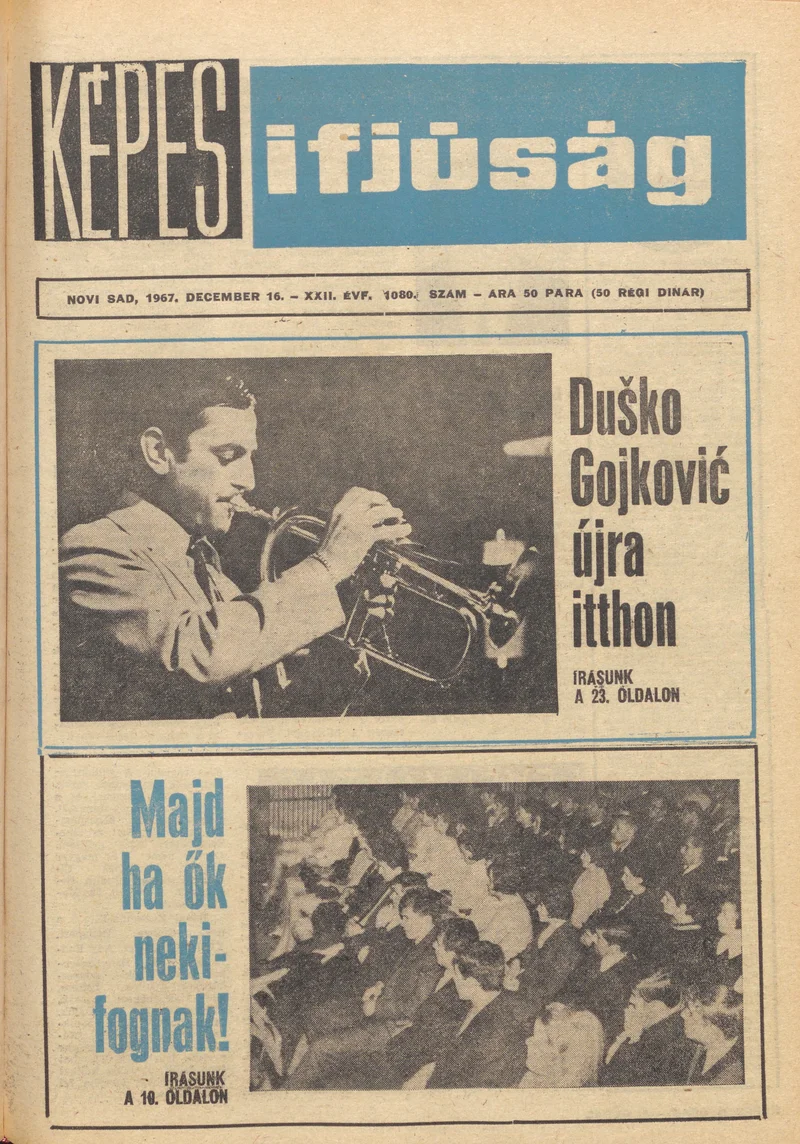 KÉPES ifjúság
NOVI SAD, 1967. DECEMBER 16. – XXII. ÉVF. 1080. SZÁM – ÁRA 50 PARA (50 RÉGI DINÁR)
Duško
Gojković
újra
itthon
ÍRÁSUNK
A 23. OLDALON
Majd
ha ők
neki-
fognak!
ÍRÁSUNK
A 10. OLDALON